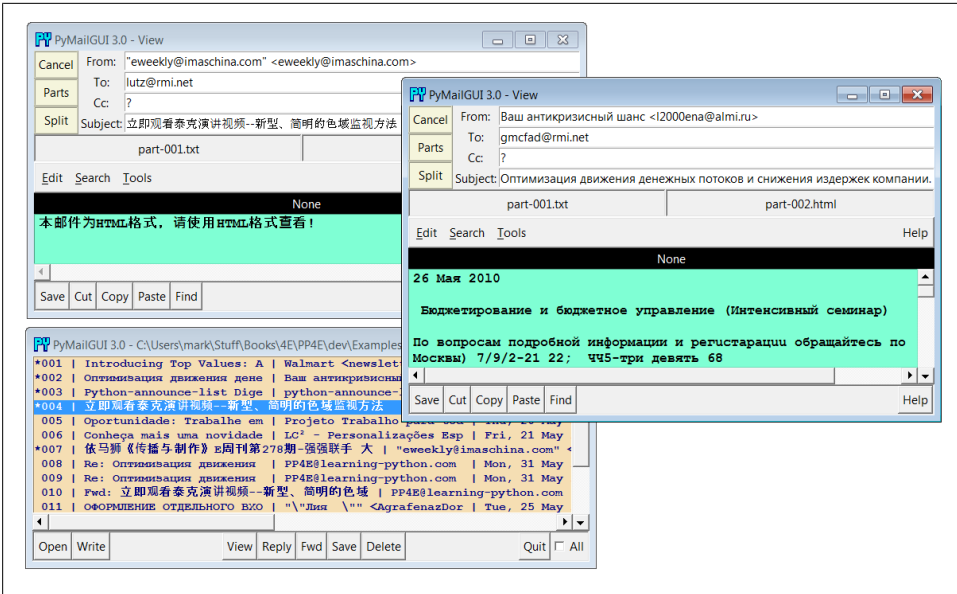 PyMailGUI 3.0 - View
Cancel From: "eweekly@imaschina.com" <eweekly@imaschina.com>
Parts To: lutz@rmi.net
Cc: ?
Split Subject: 立即观看泰克演讲视频--新型、简明的色域监视方法
part-001.txt
Edit Search Tools
None
本邮件为HTML格式，请使用HTML格式查看！
Save Cut Copy Paste Find
PyMailGUI 3.0 - View
Cancel From: Ваш антикризисный шанс <l2000ena@almi.ru>
Parts To: gmcfad@rmi.net
Cc: ?
Split Subject: Оптимизация движения денежных потоков и снижения издержек компании.
part-001.txt part-002.html
Edit Search Tools Help
None
26 Мая 2010
Бюджетирование и бюджетное управление (Интенсивный семинар)
По вопросам подробной информации и регистрации обращайтесь по
Москвы) 7/9/2-21 22; ЧЧ5-три девять 68
Save Cut Copy Paste Find Help
PyMailGUI 3.0 - C:\Users\mark\Stuff\Books\4E\PP4E\dev\Examples
*001 | Introducing Top Values: A | Walmart <newslet
*002 | Оптимизация движения дене | Ваш антикризисны
*003 | Python-announce-list Dige | python-announce-
*004 | 立即观看泰克演讲视频--新型、简明的色域监视方法
005 | Oportunidade: Trabalhe em | Projeto Trabalho para
006 | Conheça mais uma novidade | LC² - Personalizações Esp | Fri, 21 May
*007 | 依马狮《传播与制作》E周刊第278期-强强联手 大 | "eweekly@imaschina.com" <
008 | Re: Оптимизация движения | PP4E@learning-python.com | Mon, 31 May
009 | Re: Оптимизация движения | PP4E@learning-python.com | Mon, 31 May
010 | Fwd: 立即观看泰克演讲视频--新型、简明的色域 | PP4E@learning-python.com
011 | ОФОРМЛЕНИЕ ОТДЕЛЬНОГО ВХО | "\"Лия \"" <AgrafenazDor | Tue, 25 May
Open Write View Reply Fwd Save Delete Quit All